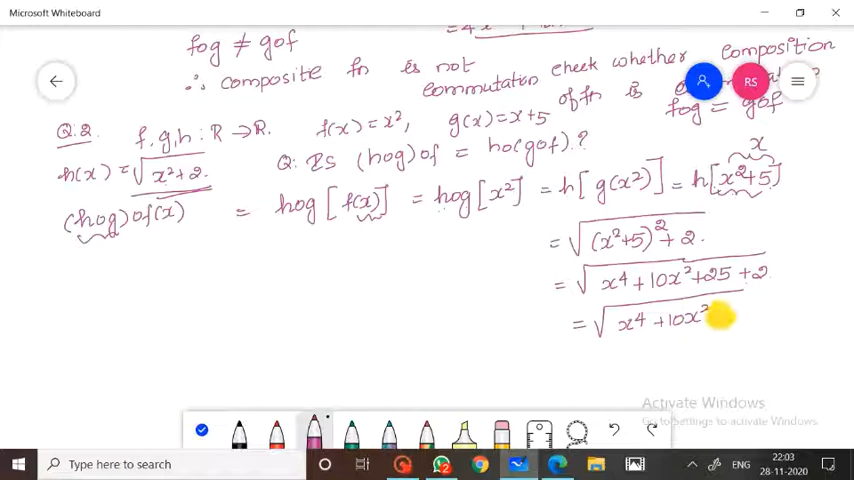 Microsoft Whiteboard
fog ≠ gof
∴ composite fn is not
commutation check whether composition
of fn is
fog = gof
RS
Q.2. f.g,h : R → R. f(x) = x², g(x) = x+5
h(x) = √(x²+2.
Q: Is (hog)of = ho(gof).?
x
(hog)of(x) = hog[f(x)] = hog[x²] = h[g(x²)] = h[x²+5]
= √(x²+5)²+2.
= √x⁴+10x²+25+2
= √x⁴+10x²
Activate Windows
Go to Settings to activate Windows.
Type here to search
2
ENG
22:03
28-11-2020